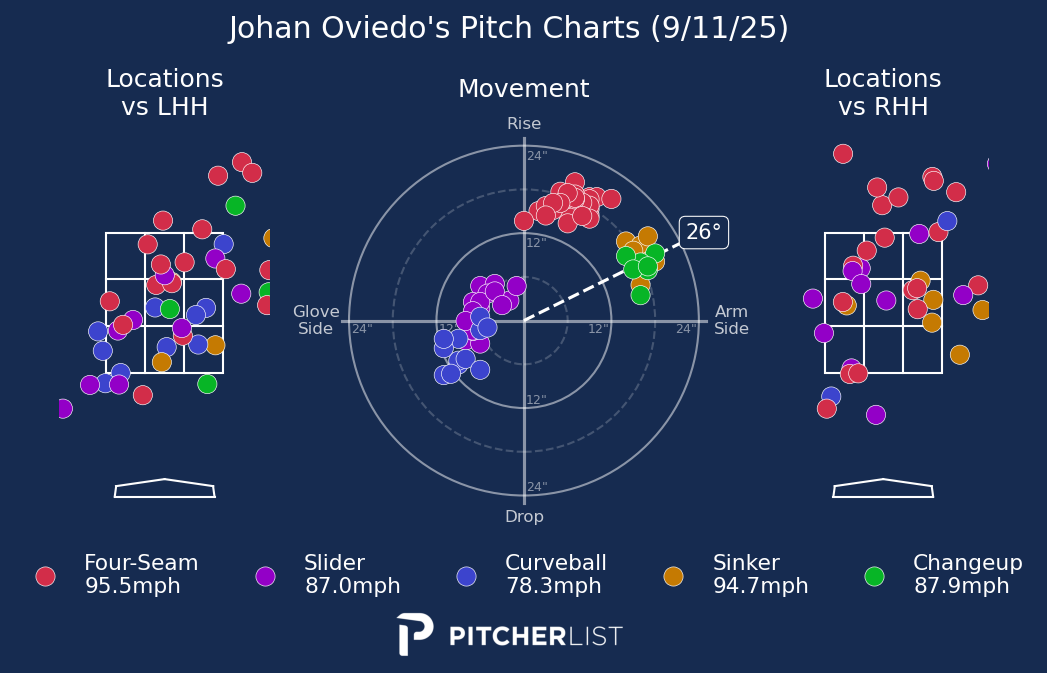 Johan Oviedo's Pitch Charts (9/11/25)
Locations
vs LHH
Movement
Locations
vs RHH
Rise
24"
12"
26°
Glove
Side
24"
12"
12"
24"
Arm
Side
12"
24"
Drop
Four-Seam
95.5mph
Slider
87.0mph
Curveball
78.3mph
Sinker
94.7mph
Changeup
87.9mph
PITCHERLIST